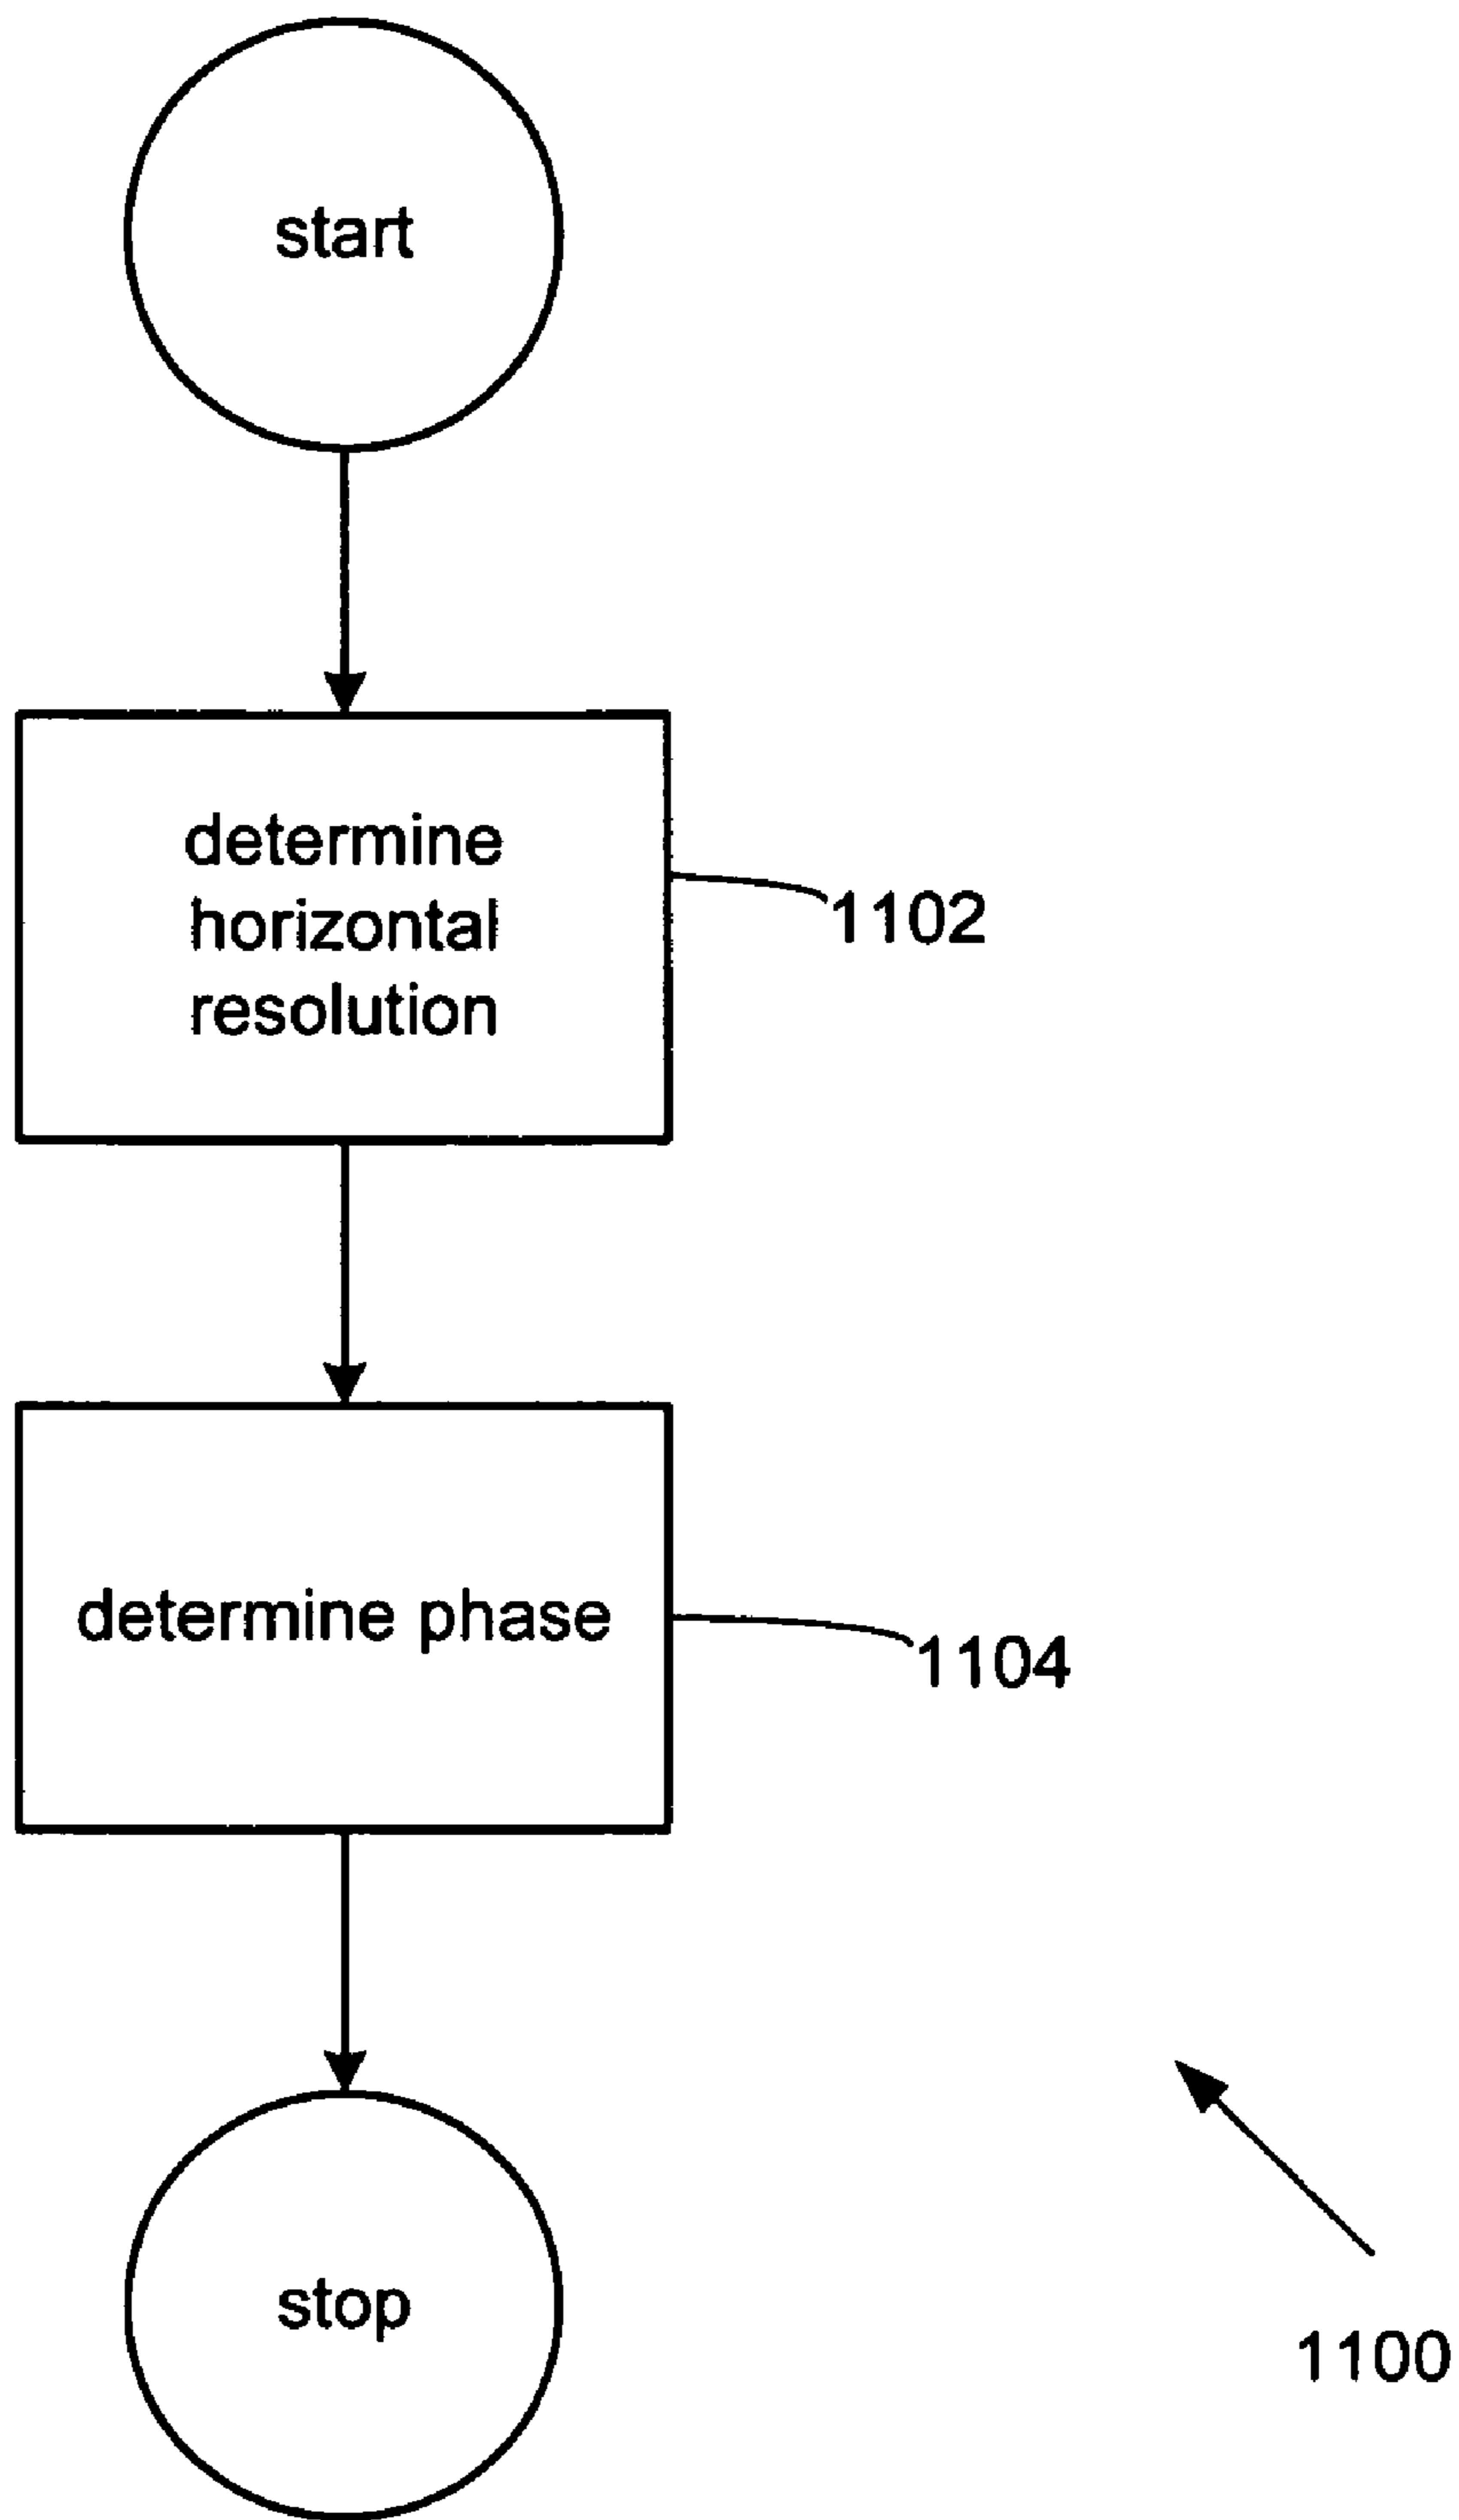 start
determine
horizontal
resolution
1102
determine phase
1104
stop
1100